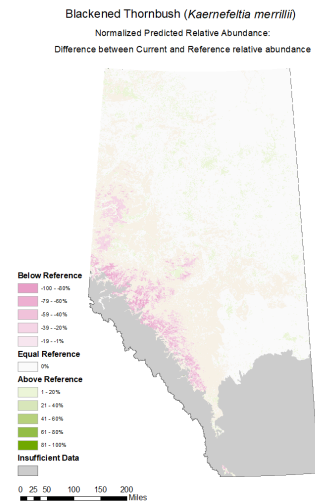 Blackened Thornbush (Kaernefeltia merrillii)
Normalized Predicted Relative Abundance:
Difference between Current and Reference relative abundance
Below Reference
-100 - -80%
-79 - -60%
-59 - -40%
-39 - -20%
-19 - -1%
Equal Reference
0%
Above Reference
1 - 20%
21 - 40%
41 - 60%
61 - 80%
81 - 100%
Insufficient Data
0 25 50 100 150 200
Miles